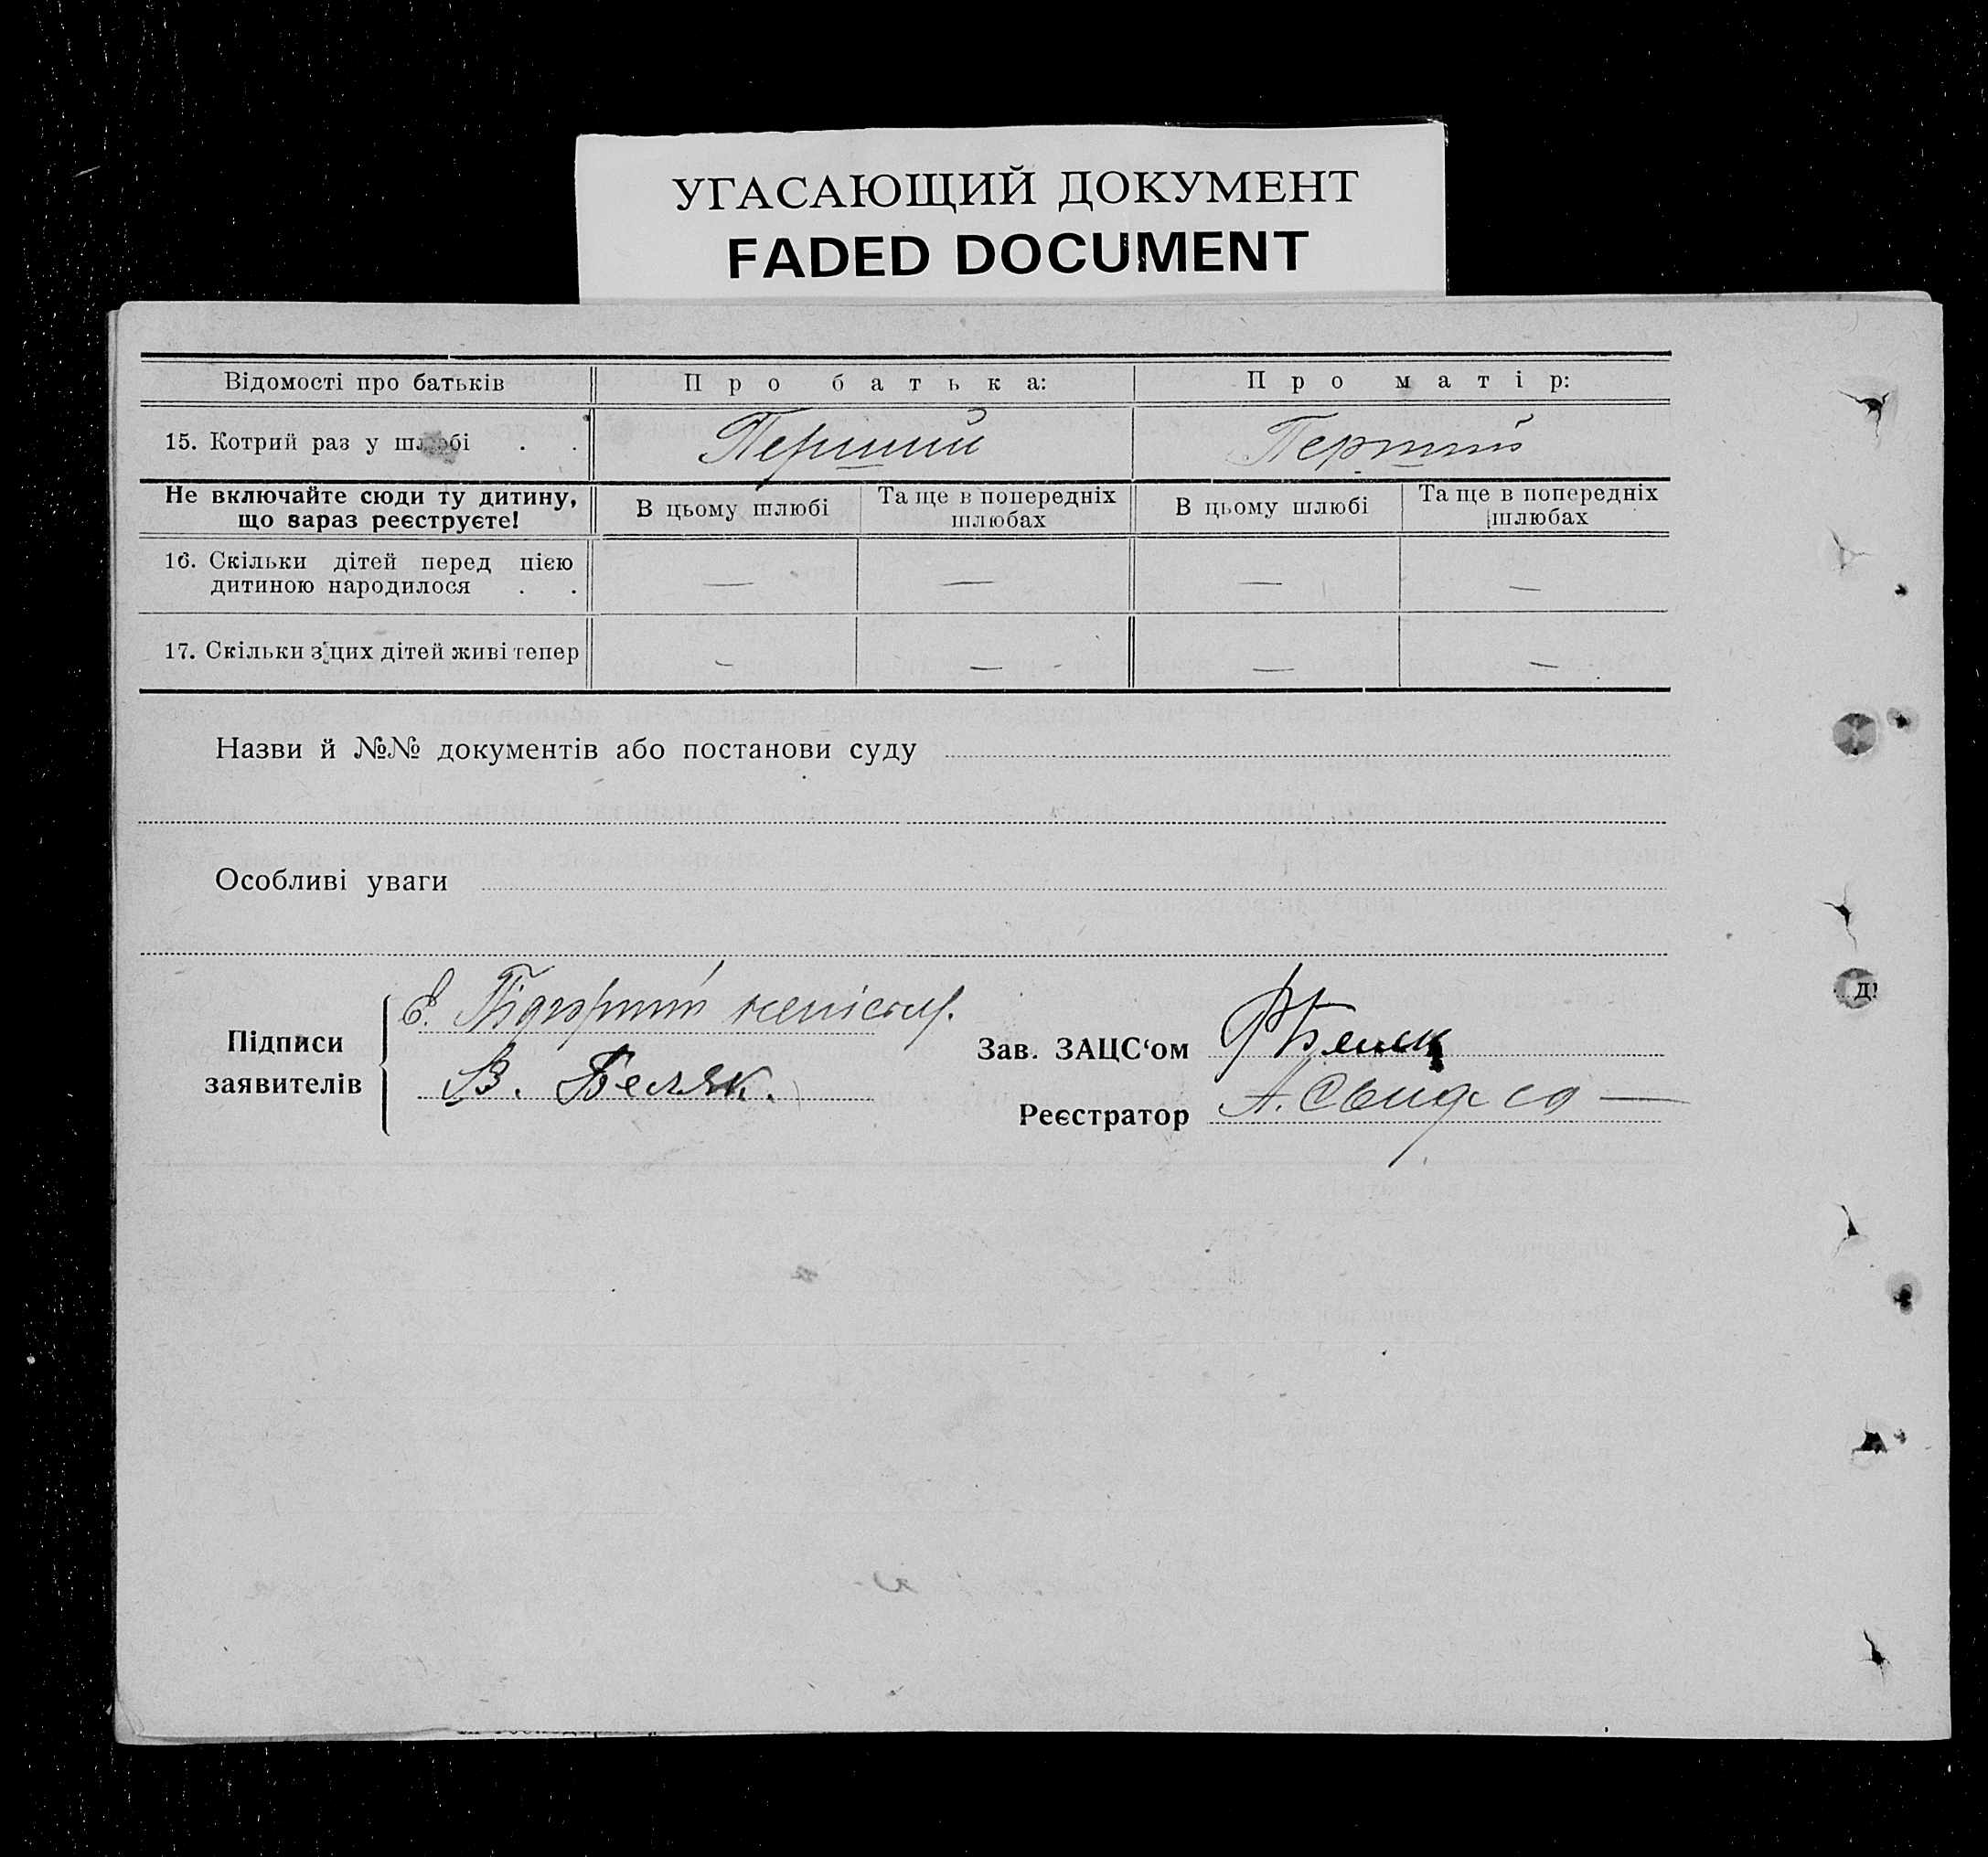 УГАСАЮЩИЙ ДОКУМЕНТ
FADED DOCUMENT
Відомості про батьків Про батька: Про матір:
15. Котрий раз у шлюбі . . Перший Перший
Не включайте сюди ту дитину, що зараз реєструєте! В цьому шлюбі Та ще в попередніх шлюбах В цьому шлюбі Та ще в попередніх шлюбах
16. Скільки дітей перед цією дитиною народилося . . — — — —
17. Скільки з цих дітей живі тепер — — — —
Назви й №№ документів або постанови суду
Особливі уваги
Підписи заявителів
Е. Підгорний
В. Беляк.
Зав. ЗАЦС‘ом
Реєстратор А.